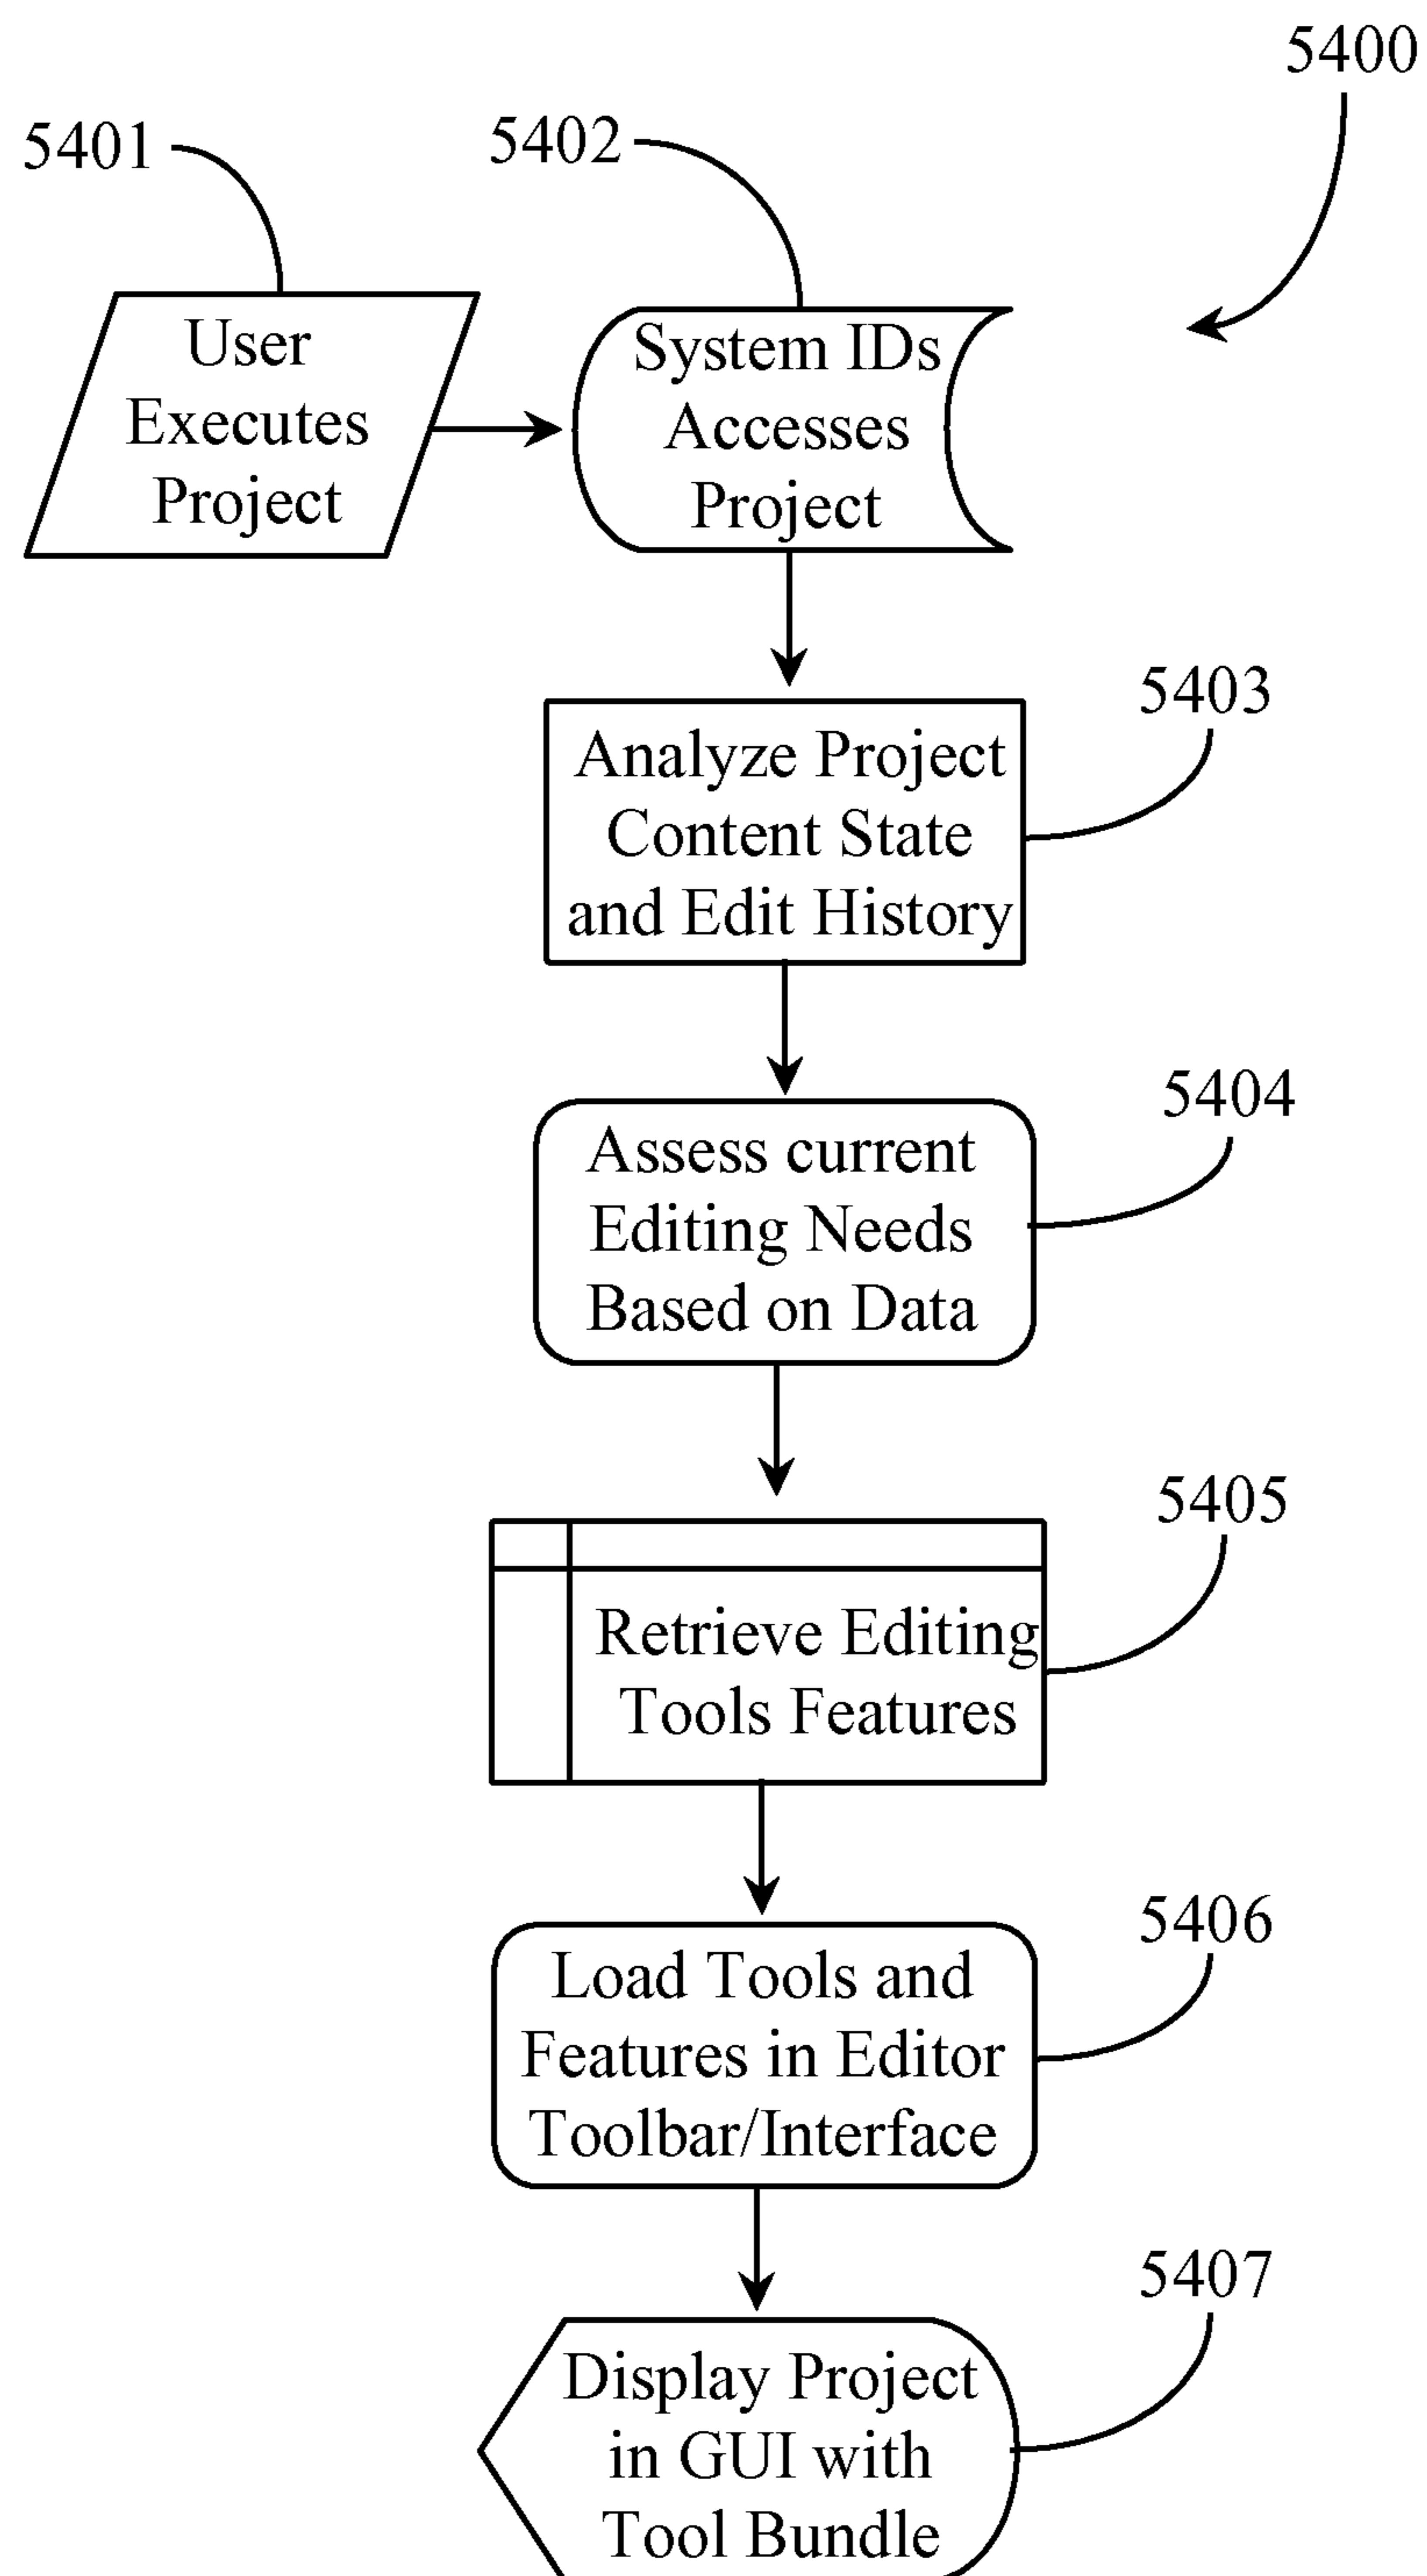 5400
5401
5402
User
Executes
Project
System IDs
Accesses
Project
5403
Analyze Project
Content State
and Edit History
5404
Assess current
Editing Needs
Based on Data
5405
Retrieve Editing
Tools Features
5406
Load Tools and
Features in Editor
Toolbar/Interface
5407
Display Project
in GUI with
Tool Bundle